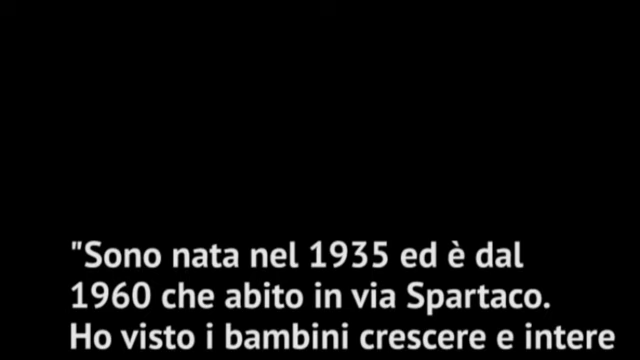 "Sono nata nel 1935 ed è dal
1960 che abito in via Spartaco.
Ho visto i bambini crescere e intere